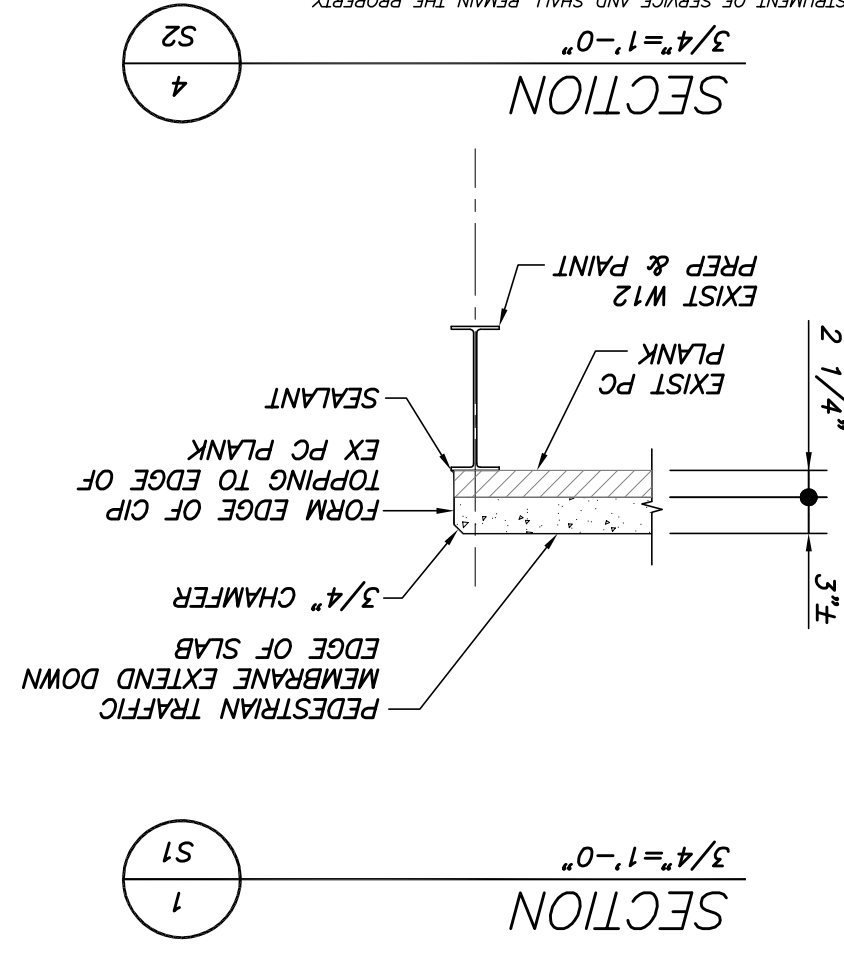 SECTION
1
3/4"=1'-0"
S1
PEDESTRIAN TRAFFIC
MEMBRANE EXTEND DOWN
EDGE OF SLAB
3/4" CHAMFER
3"±
FORM EDGE OF CIP
TOPPING TO EDGE OF
EX PC PLANK
SEALANT
2 1/4"
EXIST PC
PLANK
EXIST W12
PREP & PAINT
SECTION
4
3/4"=1'-0"
S2
OF SERVICE AND SHALL REMAIN THE PROPERTY